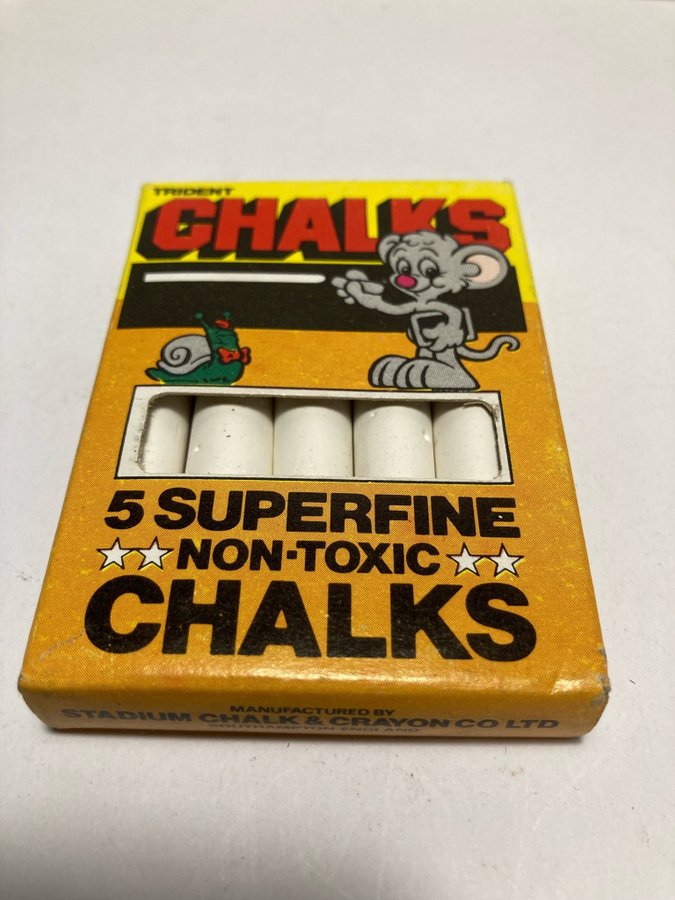 TRIDENT
CHALKS
5 SUPERFINE
NON-TOXIC
CHALKS
MANUFACTURED BY
STADIUM CHALK & CRAYON CO LTD
SOUTHAMPTON·ENGLAND